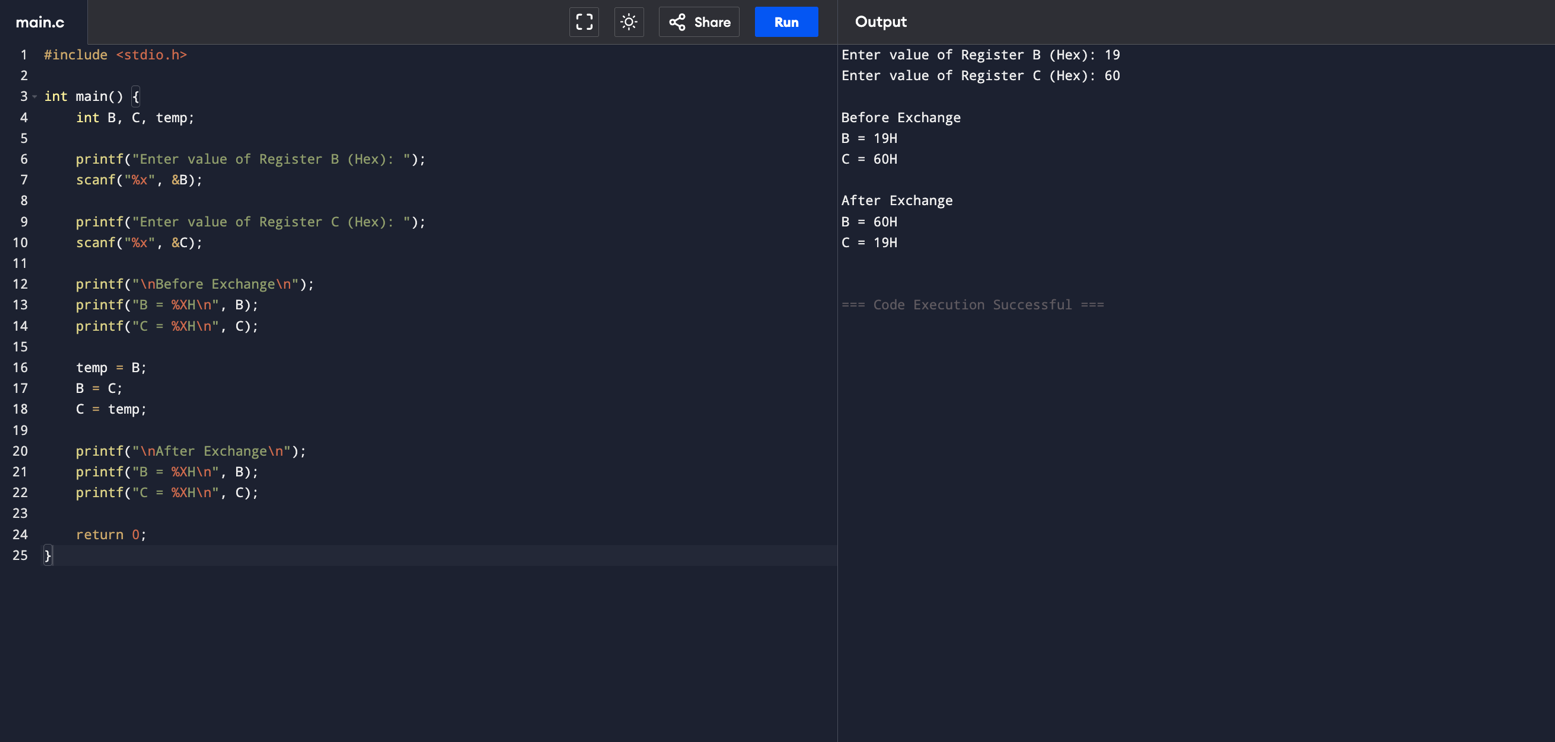 main.c
Share
Run
Output
1 #include <stdio.h>
2
3 int main() {
4     int B, C, temp;
5
6     printf("Enter value of Register B (Hex): ");
7     scanf("%x", &B);
8
9     printf("Enter value of Register C (Hex): ");
10     scanf("%x", &C);
11
12     printf("\nBefore Exchange\n");
13     printf("B = %XH\n", B);
14     printf("C = %XH\n", C);
15
16     temp = B;
17     B = C;
18     C = temp;
19
20     printf("\nAfter Exchange\n");
21     printf("B = %XH\n", B);
22     printf("C = %XH\n", C);
23
24     return 0;
25 }
Enter value of Register B (Hex): 19
Enter value of Register C (Hex): 60

Before Exchange
B = 19H
C = 60H

After Exchange
B = 60H
C = 19H

=== Code Execution Successful ===